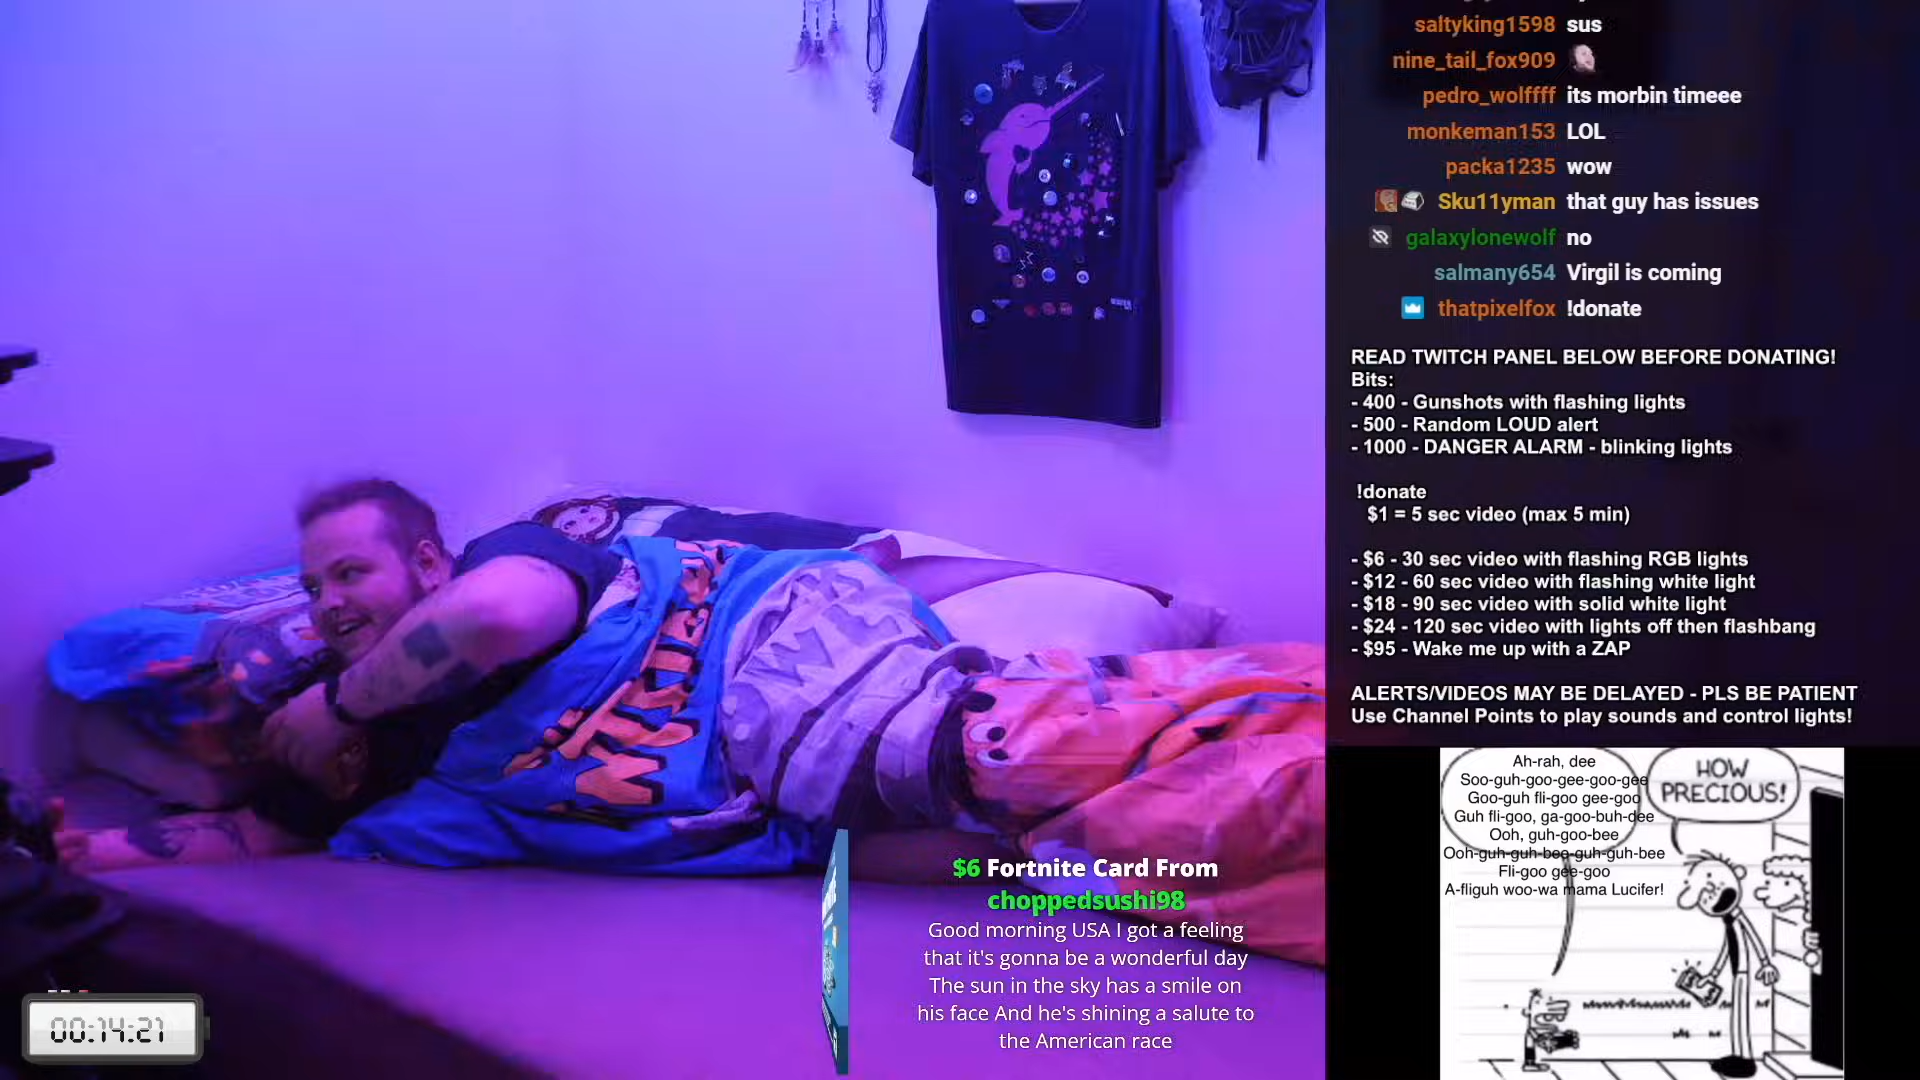 saltyking1598 sus
nine_tail_fox909
pedro_wolffff its morbin timeee
monkeman153 LOL
packa1235 wow
Sku11yman that guy has issues
galaxylonewolf no
salmany654 Virgil is coming
thatpixelfox !donate
READ TWITCH PANEL BELOW BEFORE DONATING!
Bits:
- 400 - Gunshots with flashing lights
- 500 - Random LOUD alert
- 1000 - DANGER ALARM - blinking lights
!donate
$1 = 5 sec video (max 5 min)
- $6 - 30 sec video with flashing RGB lights
- $12 - 60 sec video with flashing white light
- $18 - 90 sec video with solid white light
- $24 - 120 sec video with lights off then flashbang
- $95 - Wake me up with a ZAP
ALERTS/VIDEOS MAY BE DELAYED - PLS BE PATIENT
Use Channel Points to play sounds and control lights!
Ah-rah, dee
Soo-guh-goo-gee-goo-gee
Goo-guh fli-goo gee-goo
Guh fli-goo, ga-goo-buh-dee
Ooh, guh-goo-bee
Ooh-guh-guh-bee-guh-guh-bee
Fli-goo gee-goo
A-fliguh woo-wa mama Lucifer!
HOW
PRECIOUS!
$6 Fortnite Card From
choppedsushi98
Good morning USA I got a feeling
that it's gonna be a wonderful day
The sun in the sky has a smile on
his face And he's shining a salute to
the American race
00:14:21